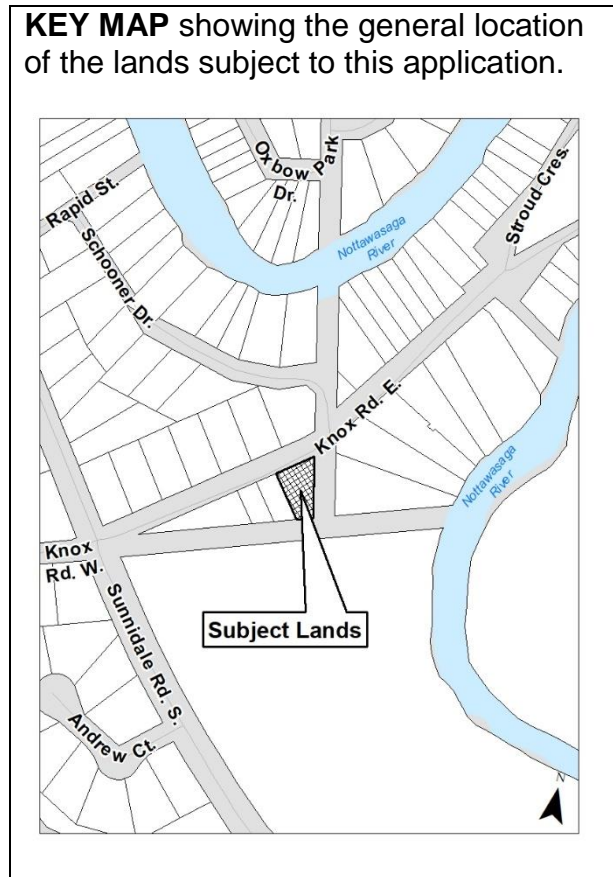 KEY MAP showing the general location
of the lands subject to this application.
Oxbow Park
Dr.
Rapid St.
Schooner Dr.
Nottawasaga
River
Stroud Cres.
Knox Rd. E.
Nottawasaga
River
Knox
Rd. W.
Sunnidale Rd. S.
Subject Lands
Andrew Ct.
N